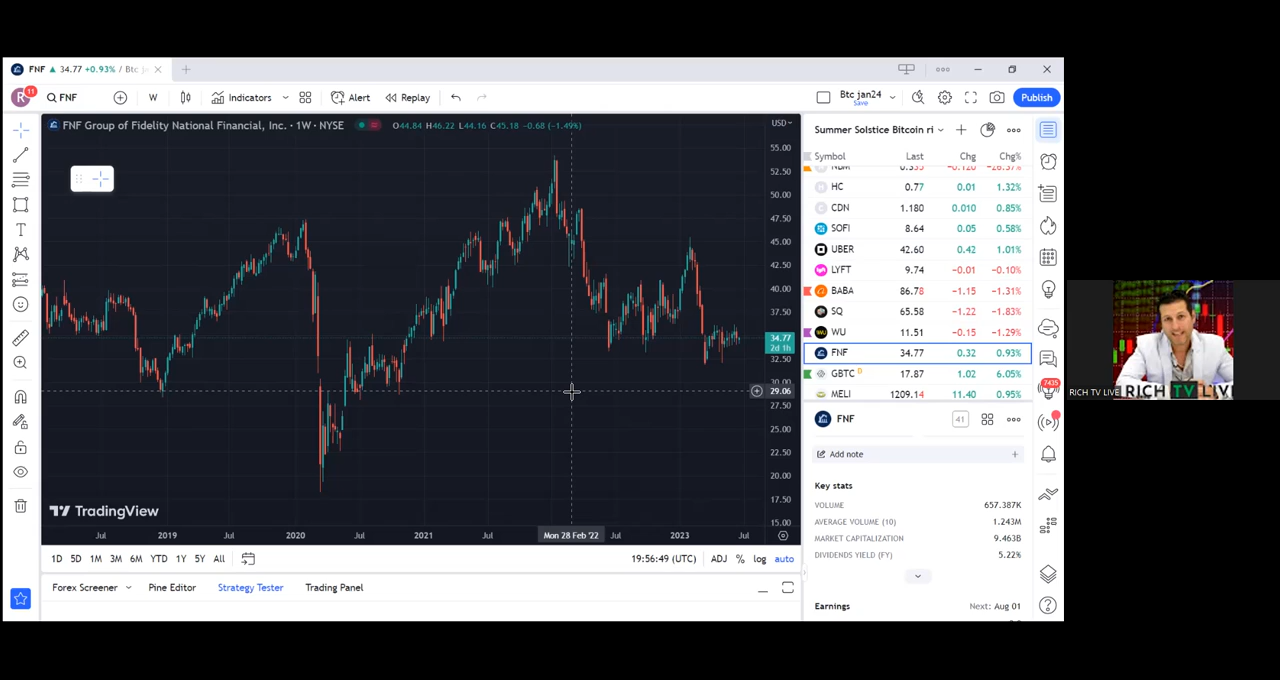 FNF ▲ 34.77 +0.93% / Btc ja
R 11 FNF W Indicators Alert Replay Btc jan24 Save Publish
FNF Group of Fidelity National Financial, Inc. · 1W · NYSE O44.84 H46.22 L44.16 C45.18 -0.68 (-1.49%) USD
Summer Solstice Bitcoin ri
Symbol Last Chg Chg%
HC 0.77 0.01 1.32%
CDN 1.180 0.010 0.85%
SOFI 8.64 0.05 0.58%
UBER 42.60 0.42 1.01%
LYFT 9.74 -0.01 -0.10%
BABA 86.78 -1.15 -1.31%
SQ 65.58 -1.22 -1.83%
WU 11.51 -0.15 -1.29%
FNF 34.77 0.32 0.93%
GBTC D 17.87 1.02 6.05%
MELI 1209.14 11.40 0.95%
55.00
52.50
50.00
47.50
45.00
42.50
40.00
37.50
34.77
2d 1h
32.50
30.00
29.06
27.50
25.00
22.50
20.00
17.50
15.00
7435
FNF 41
Add note
Key stats
VOLUME 657.387K
AVERAGE VOLUME (10) 1.243M
MARKET CAPITALIZATION 9.463B
DIVIDENDS YIELD (FY) 5.22%
Earnings Next: Aug 01
TradingView
Jul 2019 Jul 2020 Jul 2021 Jul Mon 28 Feb '22 Jul 2023 Jul
1D 5D 1M 3M 6M YTD 1Y 5Y All 19:56:49 (UTC) ADJ % log auto
Forex Screener Pine Editor Strategy Tester Trading Panel
RICH TV LIV
RICH TV LIVE